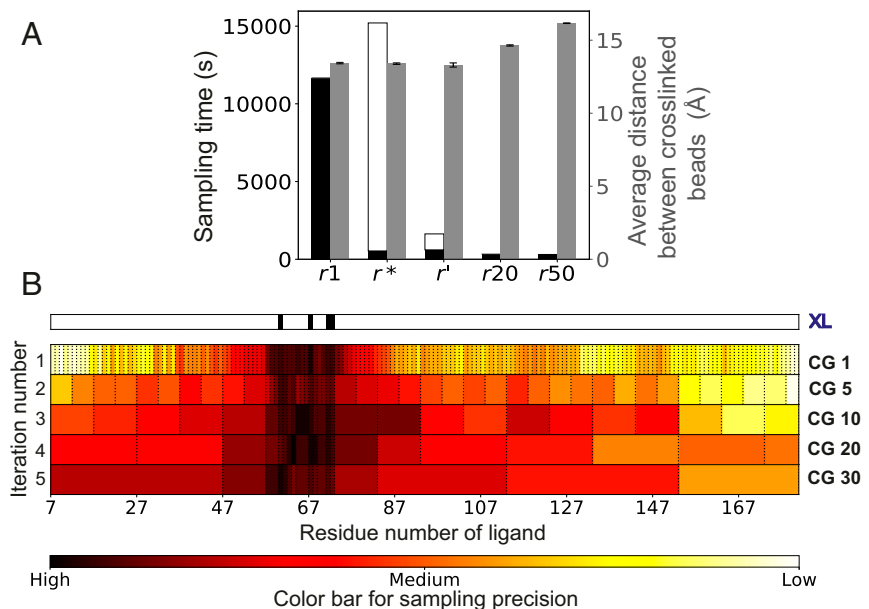 A
Sampling time (s)
15000
10000
5000
0
15
10
5
0
Average distance
between crosslinked
beads (Å)
r1 r* r' r20 r50
B
XL
Iteration number
1 CG 1
2 CG 5
3 CG 10
4 CG 20
5 CG 30
7 27 47 67 87 107 127 147 167
Residue number of ligand
High Medium Low
Color bar for sampling precision